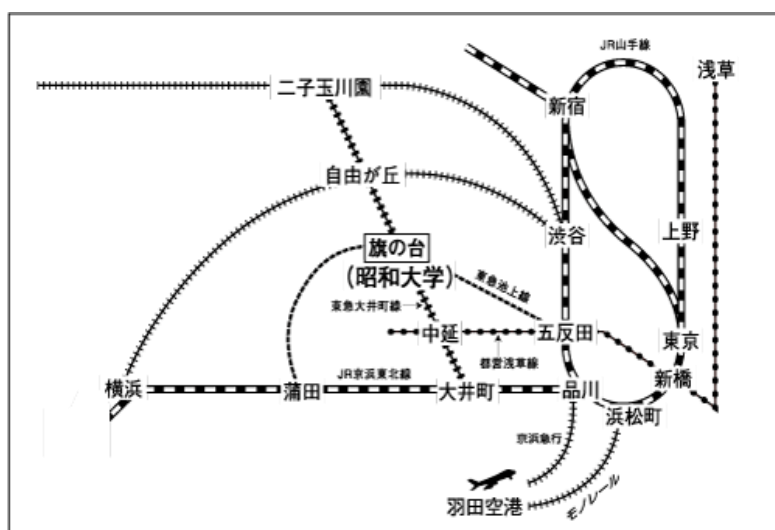 JR山手線
浅草
二子玉川園
新宿
自由が丘
渋谷
上野
旗の台
(昭和大学)
東急池上線
東急大井町線
中延
五反田
都営浅草線
東京
新橋
JR京浜東北線
横浜
蒲田
大井町
品川
浜松町
京浜急行
羽田空港
モノレール